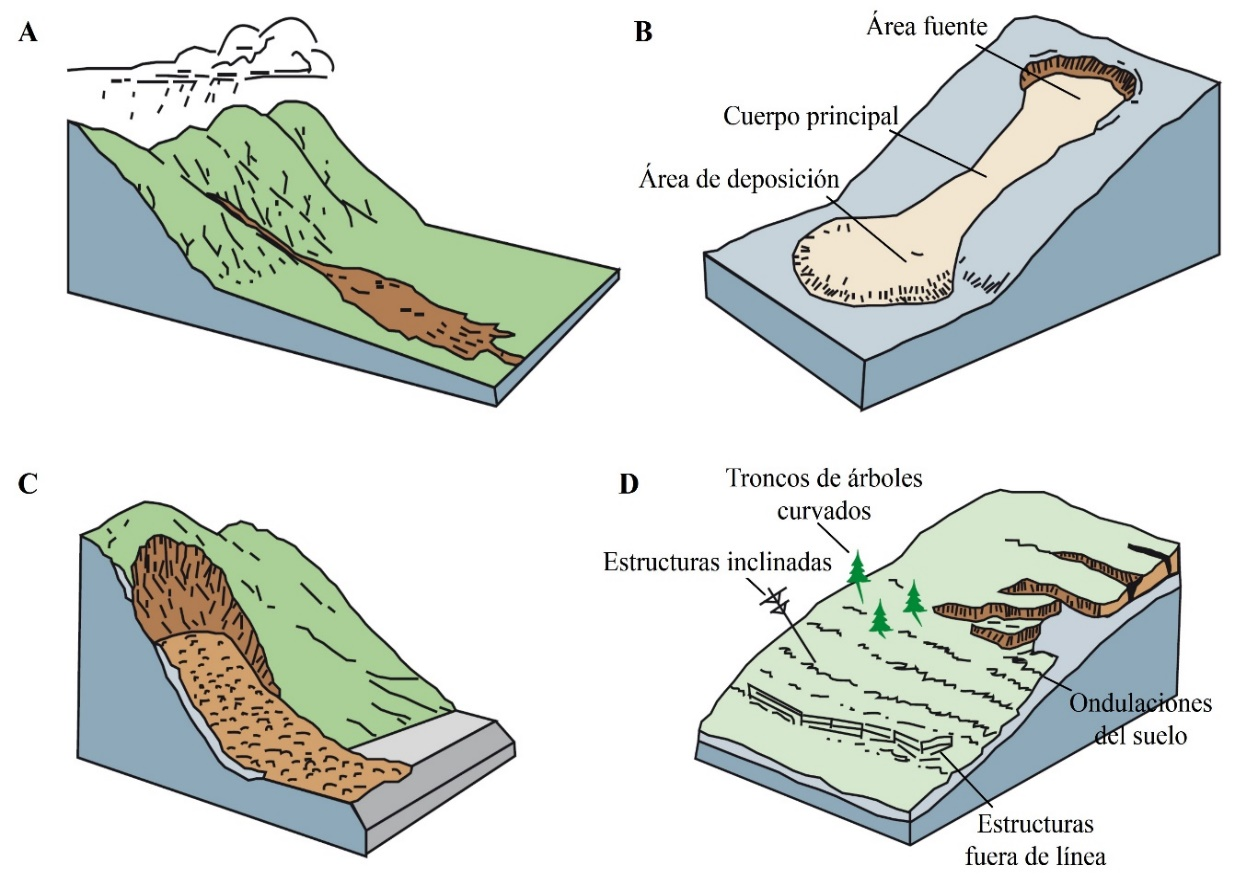 A
B
Área fuente
Cuerpo principal
Área de deposición
C
D
Troncos de árboles
curvados
Estructuras inclinadas
Ondulaciones
del suelo
Estructuras
fuera de línea